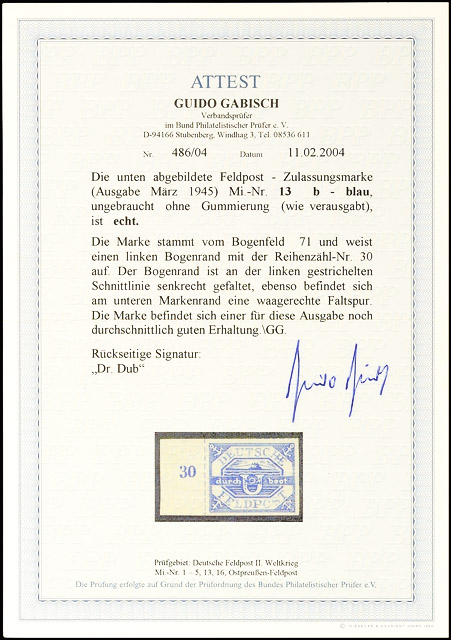 ATTEST
GUIDO GABISCH
Verbandsprüfer
im Bund Philatelistischer Prüfer e. V.
D-94166 Stubenberg, Windhag 3, Tel. 08536 611
Nr. 486/04 Datum 11.02.2004
Die unten abgebildete Feldpost - Zulassungsmarke
(Ausgabe März 1945) Mi.-Nr. 13 b - blau,
ungebraucht ohne Gummierung (wie verausgabt),
ist echt.
Die Marke stammt vom Bogenfeld 71 und weist
einen linken Bogenrand mit der Reihenzähl-Nr. 30
auf. Der Bogenrand ist an der linken gestrichelten
Schnittlinie senkrecht gefaltet, ebenso befindet sich
am unteren Markenrand eine waagerechte Faltspur.
Die Marke befindet sich einer für diese Ausgabe noch
durchschnittlich guten Erhaltung.\GG.
Rückseitige Signatur:
„Dr. Dub“
30
DEUTSCHE
durch boot
FELDPOST
Prüfgebiet: Deutsche Feldpost II. Weltkrieg
Mi.-Nr. 1 – 5, 13, 16, Ostpreußen-Feldpost
Die Prüfung erfolgte auf Grund der Prüfordnung des Bundes Philatelistischer Prüfer e.V.